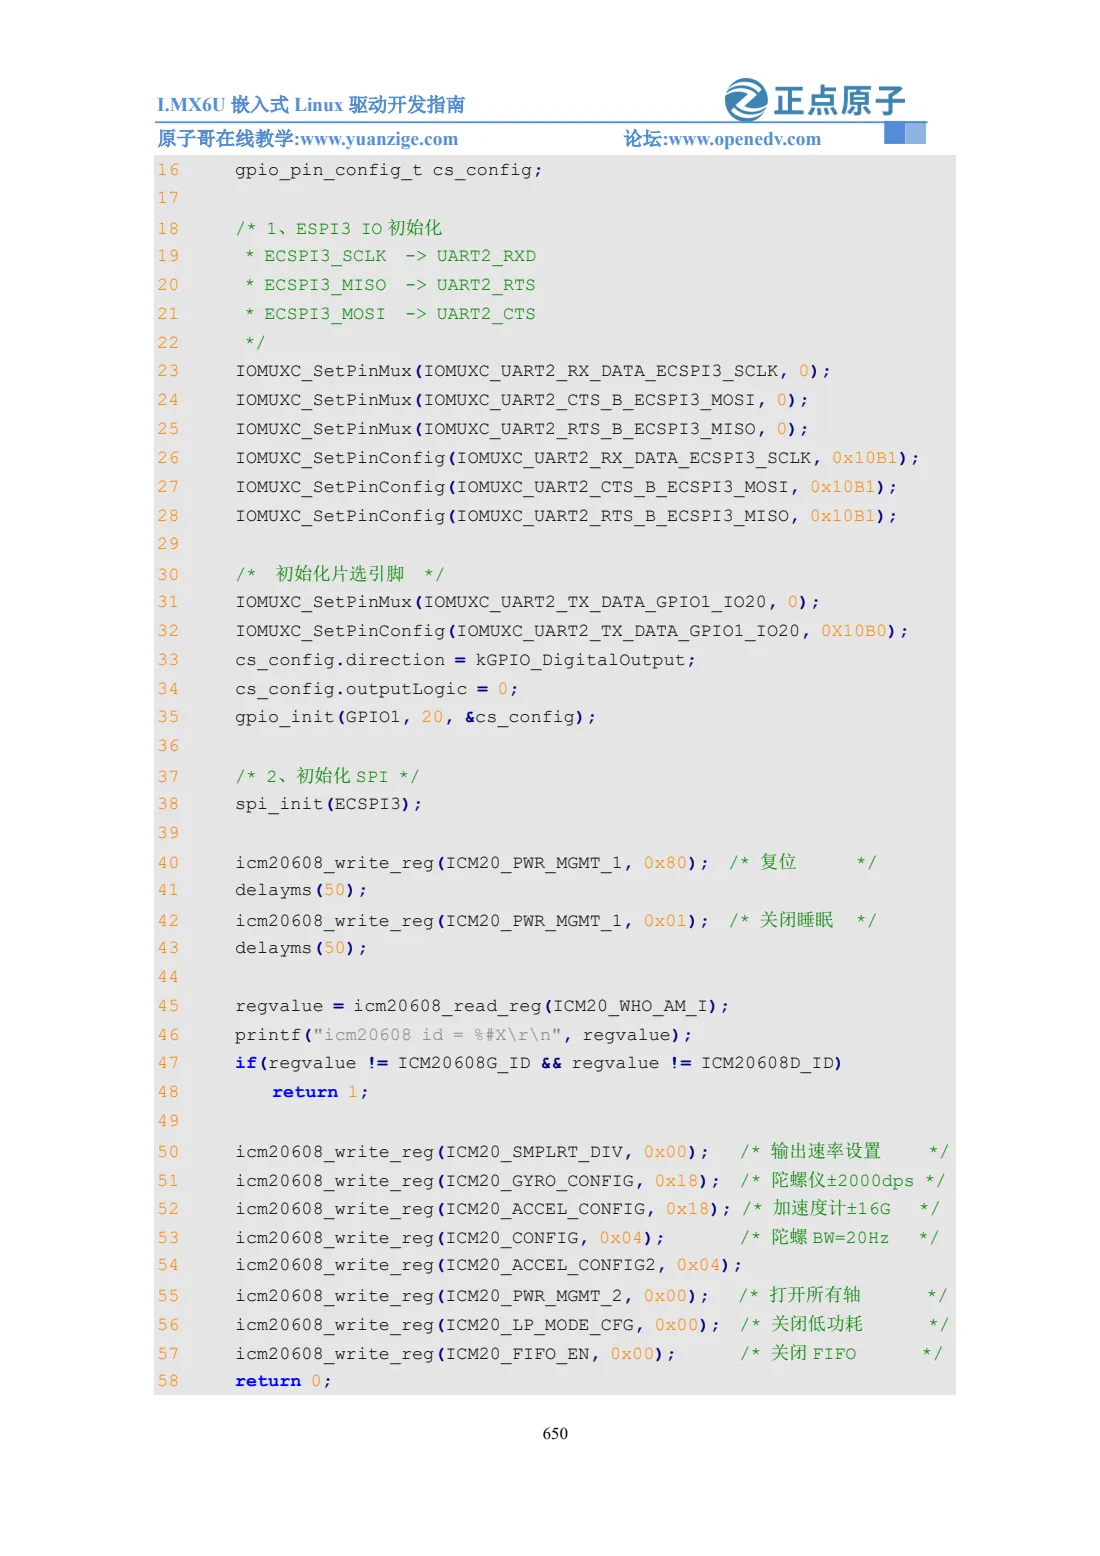 I.MX6U 嵌入式 Linux 驱动开发指南
正点原子
原子哥在线教学:www.yuanzige.com 论坛:www.openedv.com
16 gpio_pin_config_t cs_config;
17
18 /* 1、ESPI3 IO 初始化
19 * ECSPI3_SCLK -> UART2_RXD
20 * ECSPI3_MISO -> UART2_RTS
21 * ECSPI3_MOSI -> UART2_CTS
22 */
23 IOMUXC_SetPinMux(IOMUXC_UART2_RX_DATA_ECSPI3_SCLK, 0);
24 IOMUXC_SetPinMux(IOMUXC_UART2_CTS_B_ECSPI3_MOSI, 0);
25 IOMUXC_SetPinMux(IOMUXC_UART2_RTS_B_ECSPI3_MISO, 0);
26 IOMUXC_SetPinConfig(IOMUXC_UART2_RX_DATA_ECSPI3_SCLK, 0x10B1);
27 IOMUXC_SetPinConfig(IOMUXC_UART2_CTS_B_ECSPI3_MOSI, 0x10B1);
28 IOMUXC_SetPinConfig(IOMUXC_UART2_RTS_B_ECSPI3_MISO, 0x10B1);
29
30 /* 初始化片选引脚 */
31 IOMUXC_SetPinMux(IOMUXC_UART2_TX_DATA_GPIO1_IO20, 0);
32 IOMUXC_SetPinConfig(IOMUXC_UART2_TX_DATA_GPIO1_IO20, 0X10B0);
33 cs_config.direction = kGPIO_DigitalOutput;
34 cs_config.outputLogic = 0;
35 gpio_init(GPIO1, 20, &cs_config);
36
37 /* 2、初始化 SPI */
38 spi_init(ECSPI3);
39
40 icm20608_write_reg(ICM20_PWR_MGMT_1, 0x80); /* 复位 */
41 delayms(50);
42 icm20608_write_reg(ICM20_PWR_MGMT_1, 0x01); /* 关闭睡眠 */
43 delayms(50);
44
45 regvalue = icm20608_read_reg(ICM20_WHO_AM_I);
46 printf("icm20608 id = %#X\r\n", regvalue);
47 if(regvalue != ICM20608G_ID && regvalue != ICM20608D_ID)
48 return 1;
49
50 icm20608_write_reg(ICM20_SMPLRT_DIV, 0x00); /* 输出速率设置 */
51 icm20608_write_reg(ICM20_GYRO_CONFIG, 0x18); /* 陀螺仪±2000dps */
52 icm20608_write_reg(ICM20_ACCEL_CONFIG, 0x18); /* 加速度计±16G */
53 icm20608_write_reg(ICM20_CONFIG, 0x04); /* 陀螺 BW=20Hz */
54 icm20608_write_reg(ICM20_ACCEL_CONFIG2, 0x04);
55 icm20608_write_reg(ICM20_PWR_MGMT_2, 0x00); /* 打开所有轴 */
56 icm20608_write_reg(ICM20_LP_MODE_CFG, 0x00); /* 关闭低功耗 */
57 icm20608_write_reg(ICM20_FIFO_EN, 0x00); /* 关闭 FIFO */
58 return 0;
650